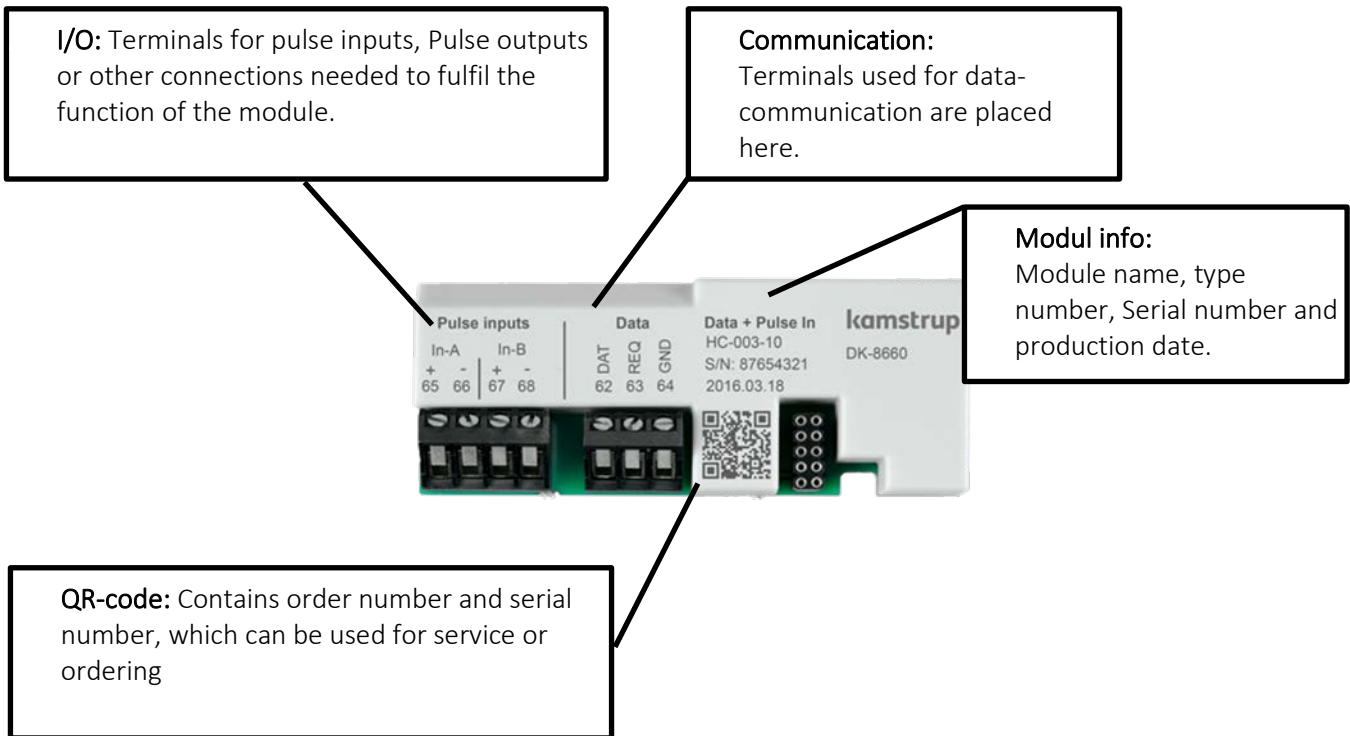 I/O: Terminals for pulse inputs, Pulse outputs
or other connections needed to fulfil the
function of the module.
Communication:
Terminals used for data-
communication are placed
here.
Modul info:
Module name, type
number, Serial number and
production date.
Pulse inputs
In-A
In-B
+ - + -
65 66 67 68
Data
DAT REQ GND
62 63 64
Data + Pulse In
HC-003-10
S/N: 87654321
2016.03.18
kamstrup
DK-8660
QR-code: Contains order number and serial
number, which can be used for service or
ordering